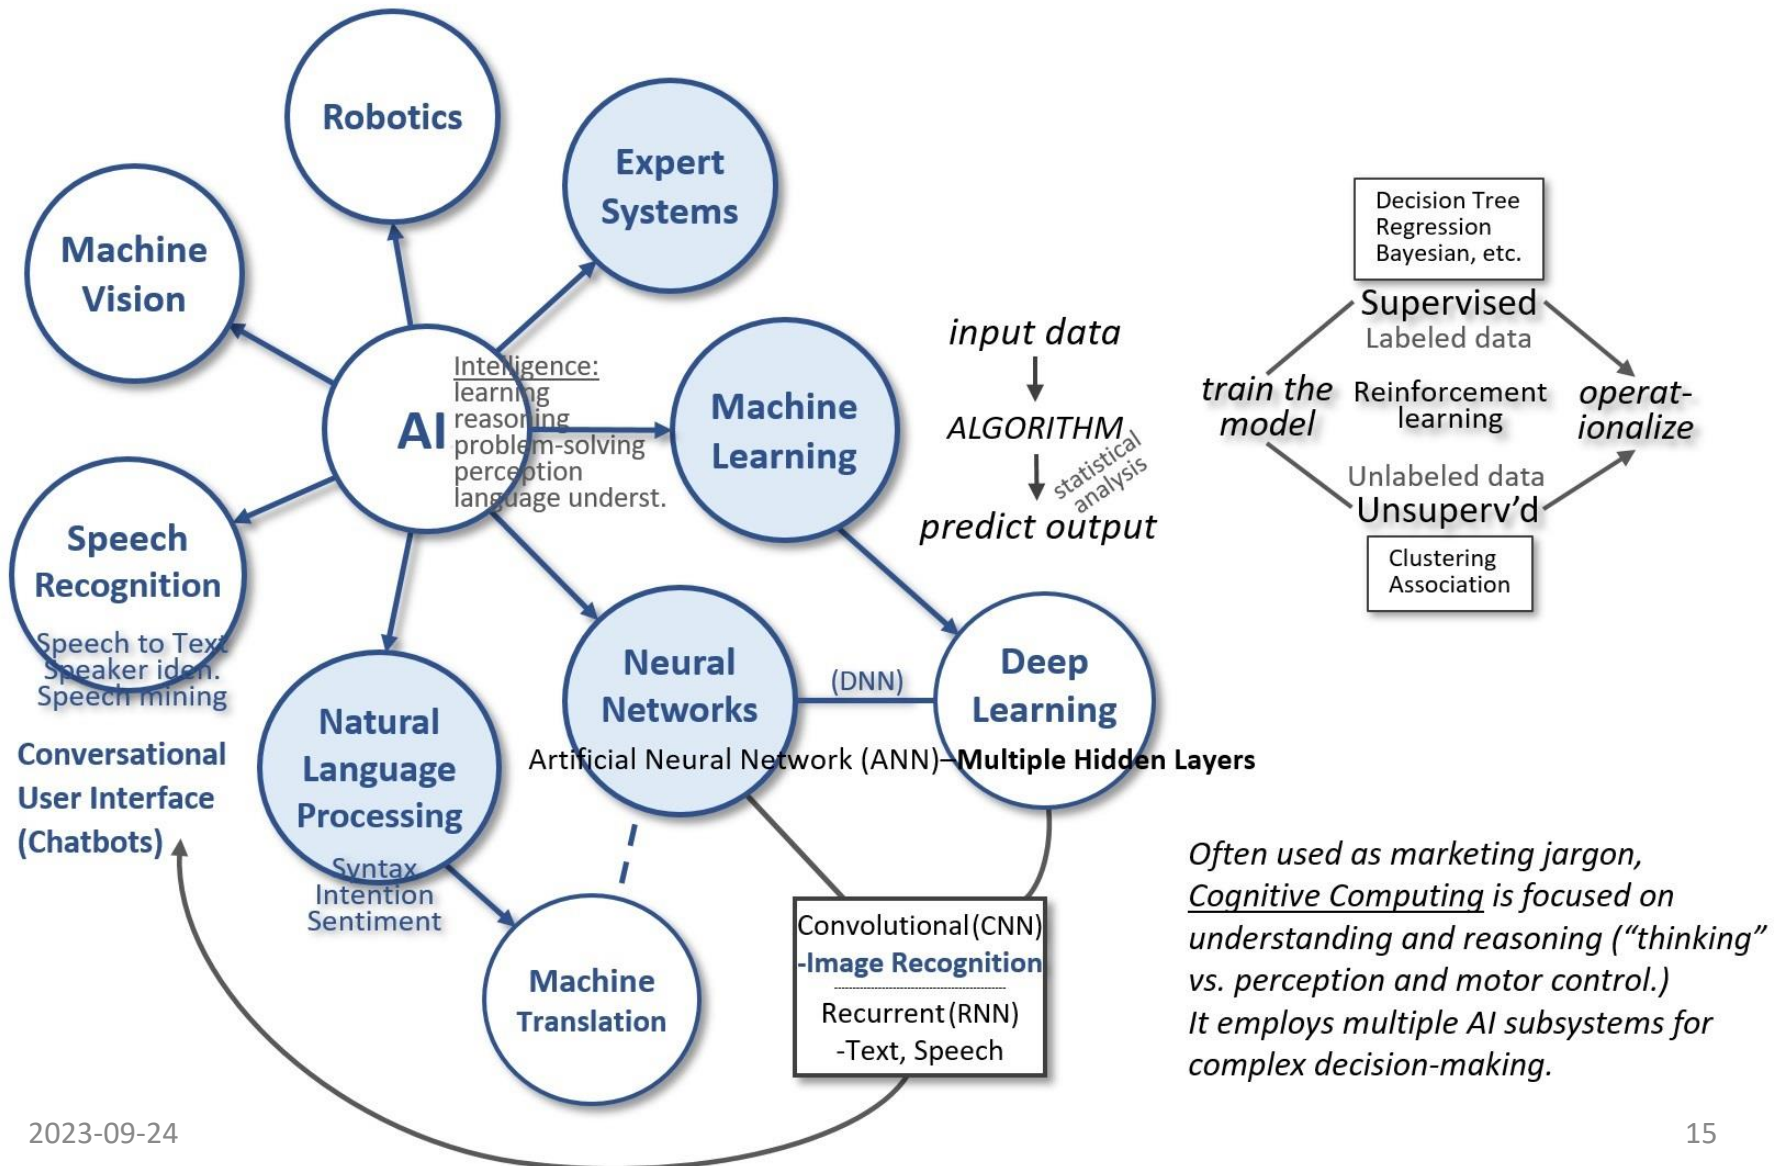 Robotics
Expert
Systems
Machine
Vision
AI
Intelligence:
learning
reasoning
problem-solving
perception
language underst.
Machine
Learning
input data
ALGORITHM
statistical
analysis
predict output
Decision Tree
Regression
Bayesian, etc.
Supervised
Labeled data
train the
model
Reinforcement
learning
operat-
ionalize
Unlabeled data
Unsuperv’d
Clustering
Association
Speech
Recognition
Speech to Text
Speaker iden.
Speech mining
Conversational
User Interface
(Chatbots)
Natural
Language
Processing
Syntax
Intention
Sentiment
Neural
Networks
(DNN)
Deep
Learning
Artificial Neural Network (ANN)–Multiple Hidden Layers
Machine
Translation
Convolutional (CNN)
-Image Recognition
Recurrent (RNN)
-Text, Speech
Often used as marketing jargon,
Cognitive Computing is focused on
understanding and reasoning (“thinking”
vs. perception and motor control.)
It employs multiple AI subsystems for
complex decision-making.
2023-09-24
15